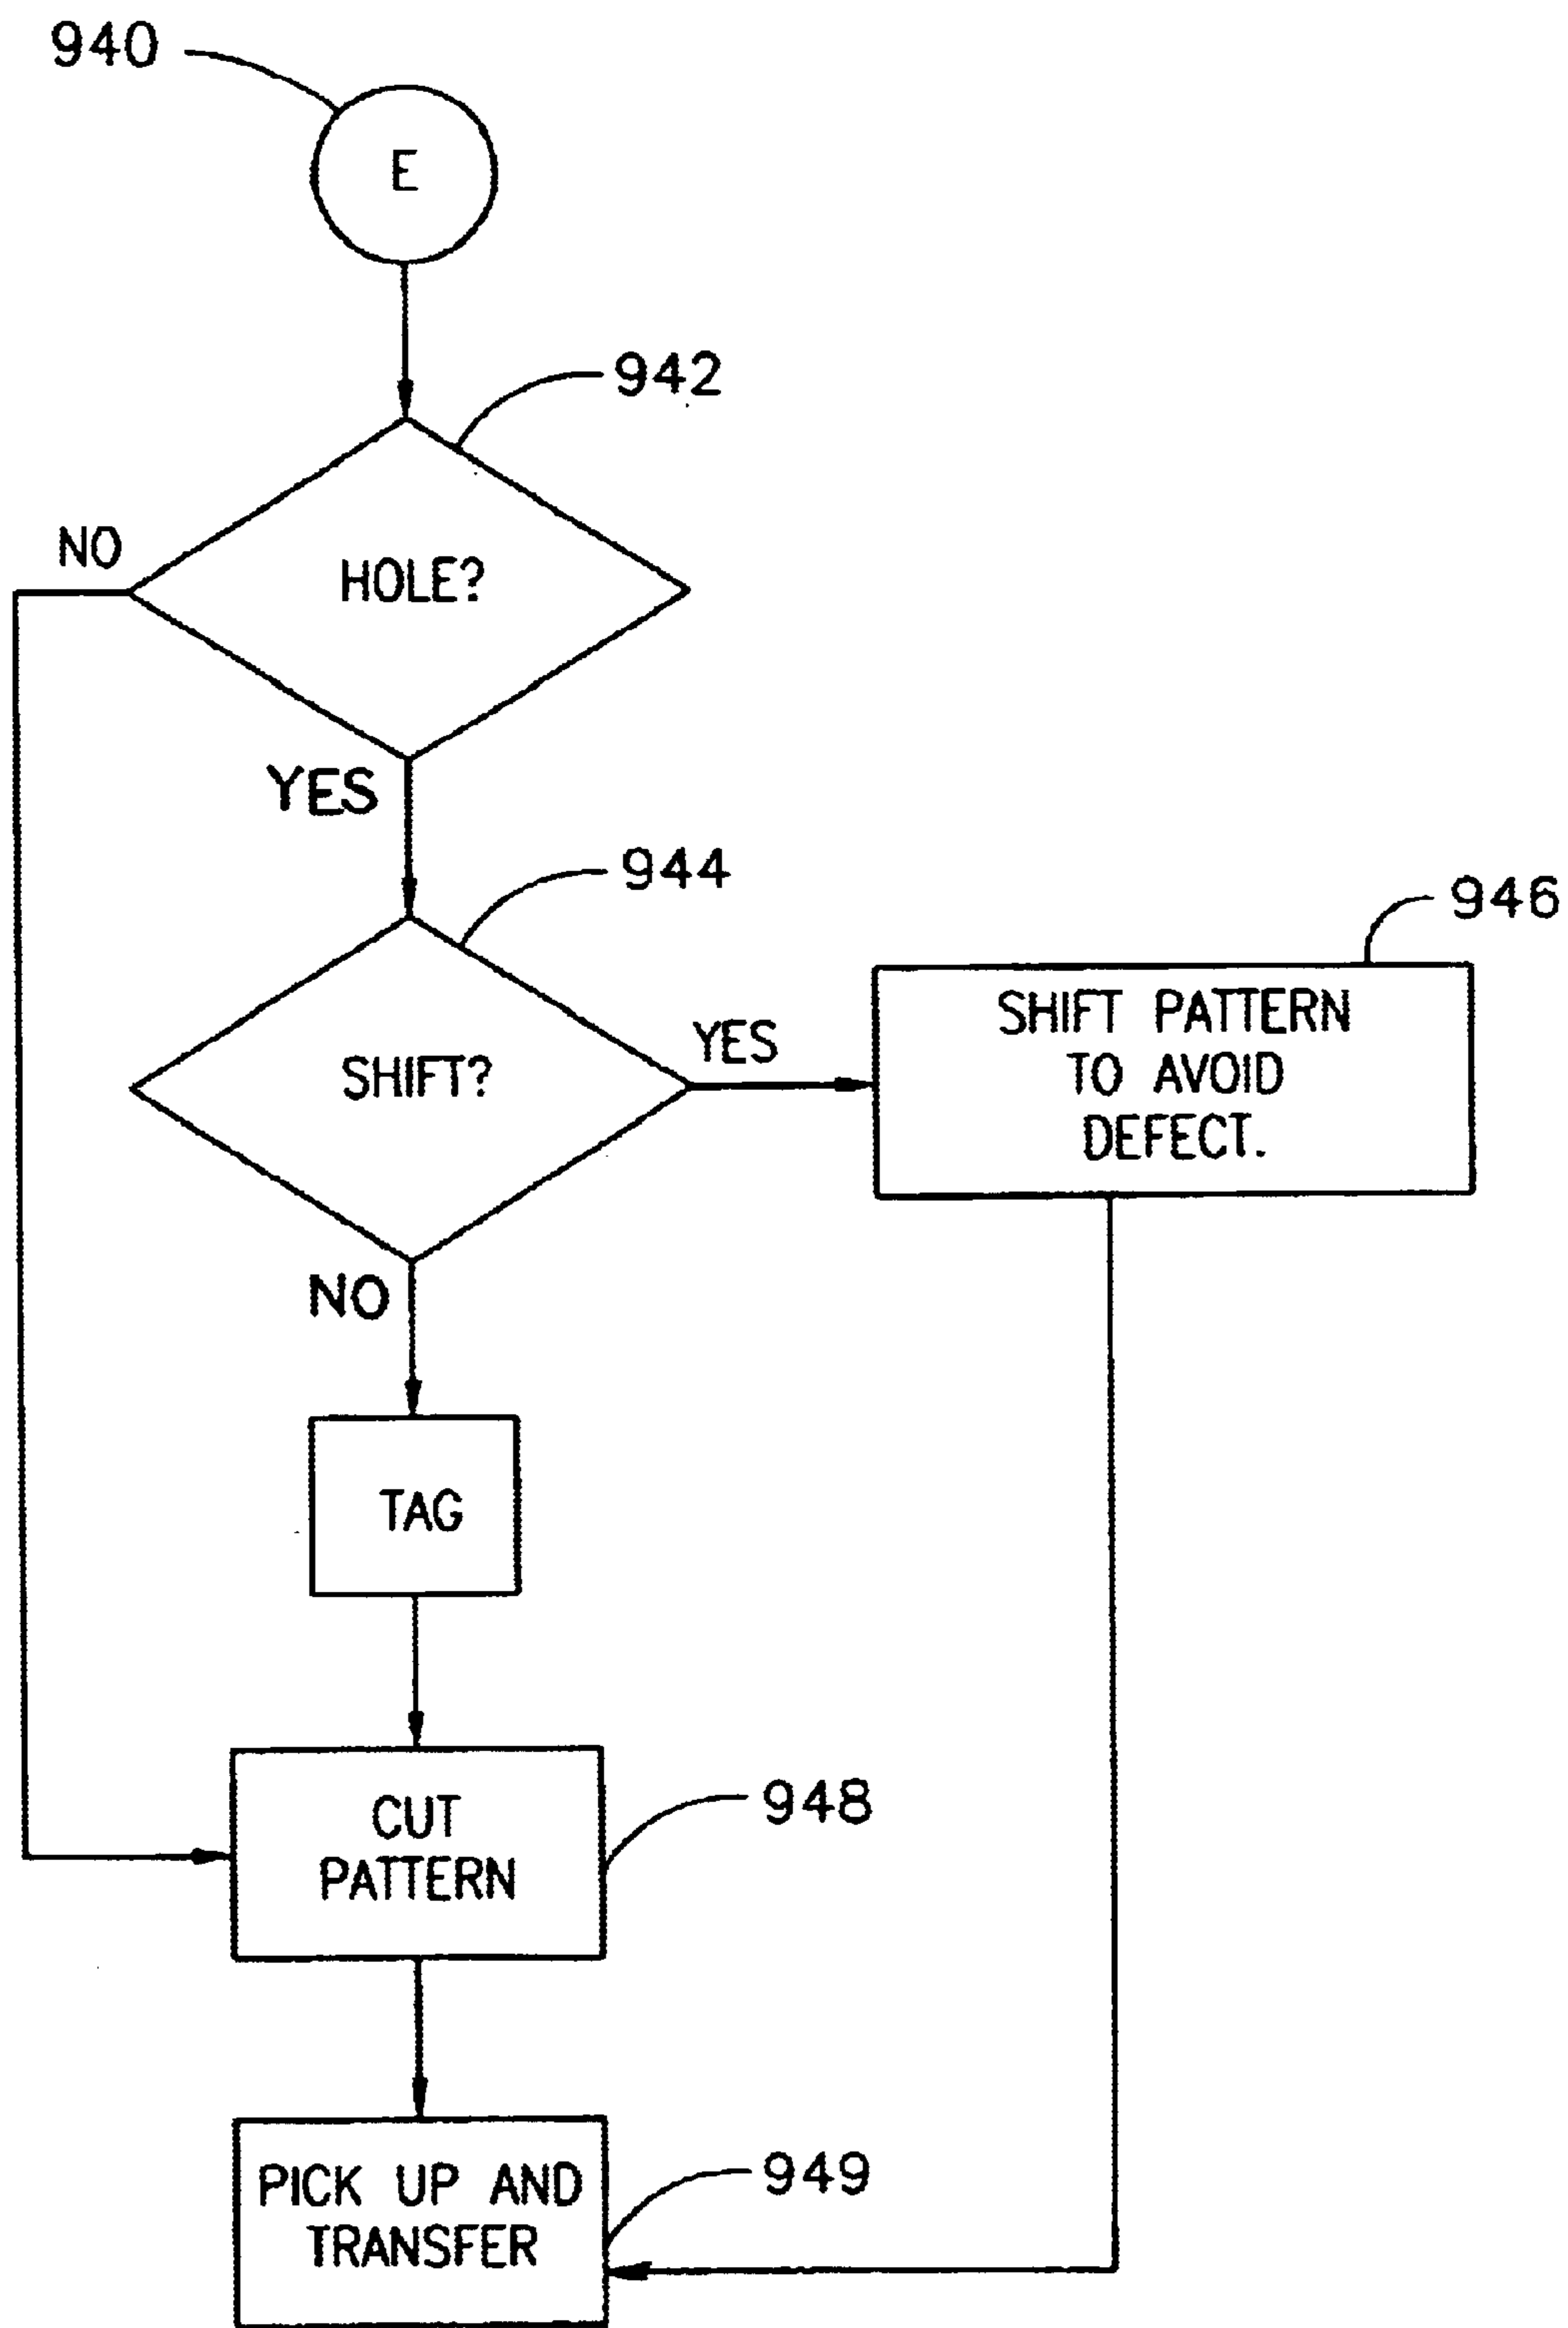 940
E
942
NO
HOLE?
YES
944
946
SHIFT?
YES
SHIFT PATTERN
TO AVOID
DEFECT.
NO
TAG
CUT
PATTERN
948
PICK UP AND
TRANSFER
949